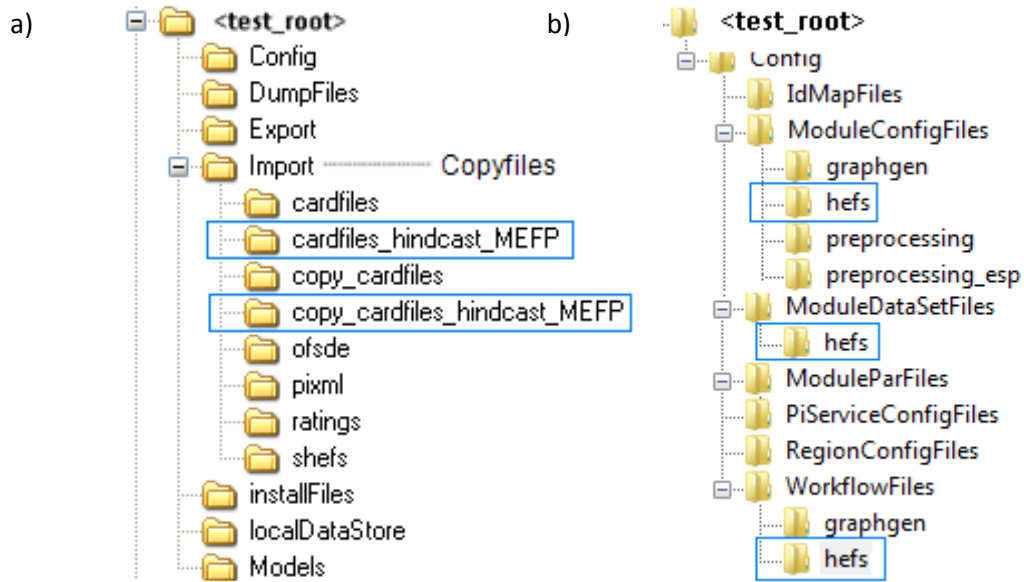 a)
<test_root>
Config
DumpFiles
Export
Import Copyfiles
cardfiles
cardfiles_hindcast_MEFP
copy_cardfiles
copy_cardfiles_hindcast_MEFP
ofsde
pixml
ratings
shefs
installFiles
localDataStore
Models
b)
<test_root>
Config
IdMapFiles
ModuleConfigFiles
graphgen
hefs
preprocessing
preprocessing_esp
ModuleDataSetFiles
hefs
ModuleParFiles
PiServiceConfigFiles
RegionConfigFiles
WorkflowFiles
graphgen
hefs